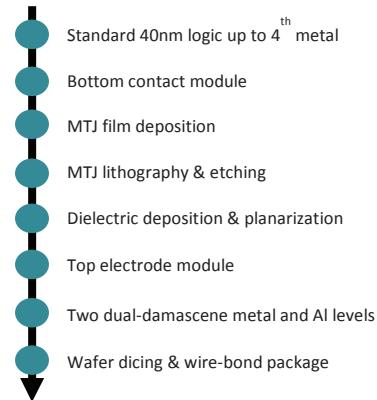 Standard 40nm logic up to 4th metal
Bottom contact module
MTJ film deposition
MTJ lithography & etching
Dielectric deposition & planarization
Top electrode module
Two dual-damascene metal and Al levels
Wafer dicing & wire-bond package